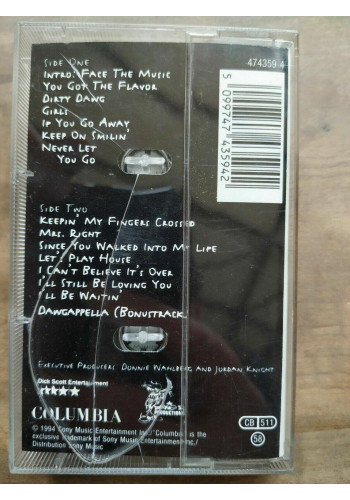 474359 4
SIDE ONE
INTRO: FACE THE MUSIC
YOU GOT THE FLAVOR
DIRTY DAWG
GIRLS
IF YOU GO AWAY
KEEP ON SMILIN'
NEVER LET
YOU GO
5 099747 435942
SIDE TWO
KEEPIN' MY FINGERS CROSSED
MRS. RIGHT
SINCE YOU WALKED INTO MY LIFE
LET'S PLAY HOUSE
I CAN'T BELIEVE IT'S OVER
I'LL STILL BE LOVING YOU
I'LL BE WAITIN'
DAWGAPPELLA (BONUSTRACK
EXECUTIVE PRODUCERS DONNIE WAHLBERG AND JORDAN KNIGHT
Dick Scott Entertainment
COLUMBIA
PRODUCTIONS
CB 511
58
© 1994 Sony Music Entertainment Inc./"Columbia" is the
exclusive trademark of Sony Music Entertainment Inc./
Distribution Sony Music